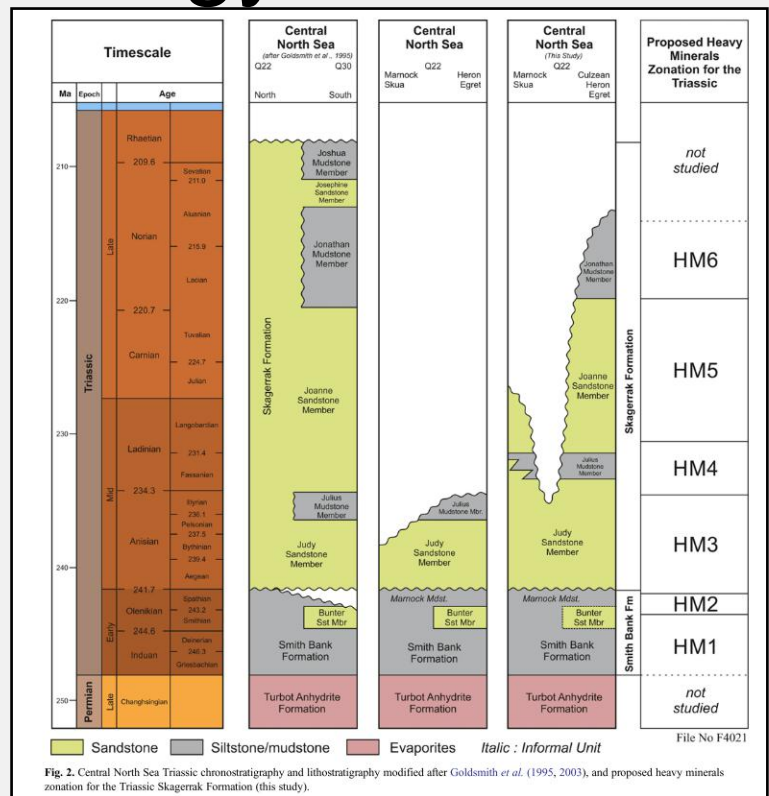 Timescale
Ma Epoch Age
Central
North Sea
(after Goldsmith et al., 1995)
Q22 Q30
North South
Central
North Sea
Q22
Marnock Heron
Skua Egret
Central
North Sea
(This Study)
Q22
Marnock Culzean
Skua Heron
Egret
Proposed Heavy
Minerals
Zonation for the
Triassic
210
220
230
240
250
Triassic
Permian
Late
Mid
Early
Late
Rhaetian
209.6
Norian
220.7
Carnian
Ladinian
234.3
Anisian
241.7
Olenikian
244.6
Induan
Changhsingian
Sevatian
211.0
Alaunian
215.9
Lacian
Tuvalian
224.7
Julian
Langobardian
231.4
Fassanian
Illyrian
236.1
Pelsonian
237.5
Bythinian
239.4
Aegean
Spathian
243.2
Smithian
Deinerian
246.3
Griesbachian
Skagerrak Formation
Joshua
Mudstone
Member
Josephine
Sandstone
Member
Jonathan
Mudstone
Member
Joanne
Sandstone
Member
Julius
Mudstone
Member
Judy
Sandstone
Member
Bunter
Sst Mbr
Smith Bank
Formation
Turbot Anhydrite
Formation
Julius
Mudstone Mbr.
Judy
Sandstone
Member
Marnock Mdst.
Bunter
Sst Mbr
Smith Bank
Formation
Turbot Anhydrite
Formation
Jonathan
Mudstone
Member
Joanne
Sandstone
Member
Julius
Mudstone
Member
Judy
Sandstone
Member
Marnock Mdst.
Bunter
Sst Mbr
Smith Bank
Formation
Turbot Anhydrite
Formation
Skagerrak Formation
Smith Bank Fm
not
studied
HM6
HM5
HM4
HM3
HM2
HM1
not
studied
File No F4021
Sandstone Siltstone/mudstone Evaporites Italic : Informal Unit
Fig. 2. Central North Sea Triassic chronostratigraphy and lithostratigraphy modified after Goldsmith et al. (1995, 2003), and proposed heavy minerals
zonation for the Triassic Skagerrak Formation (this study).